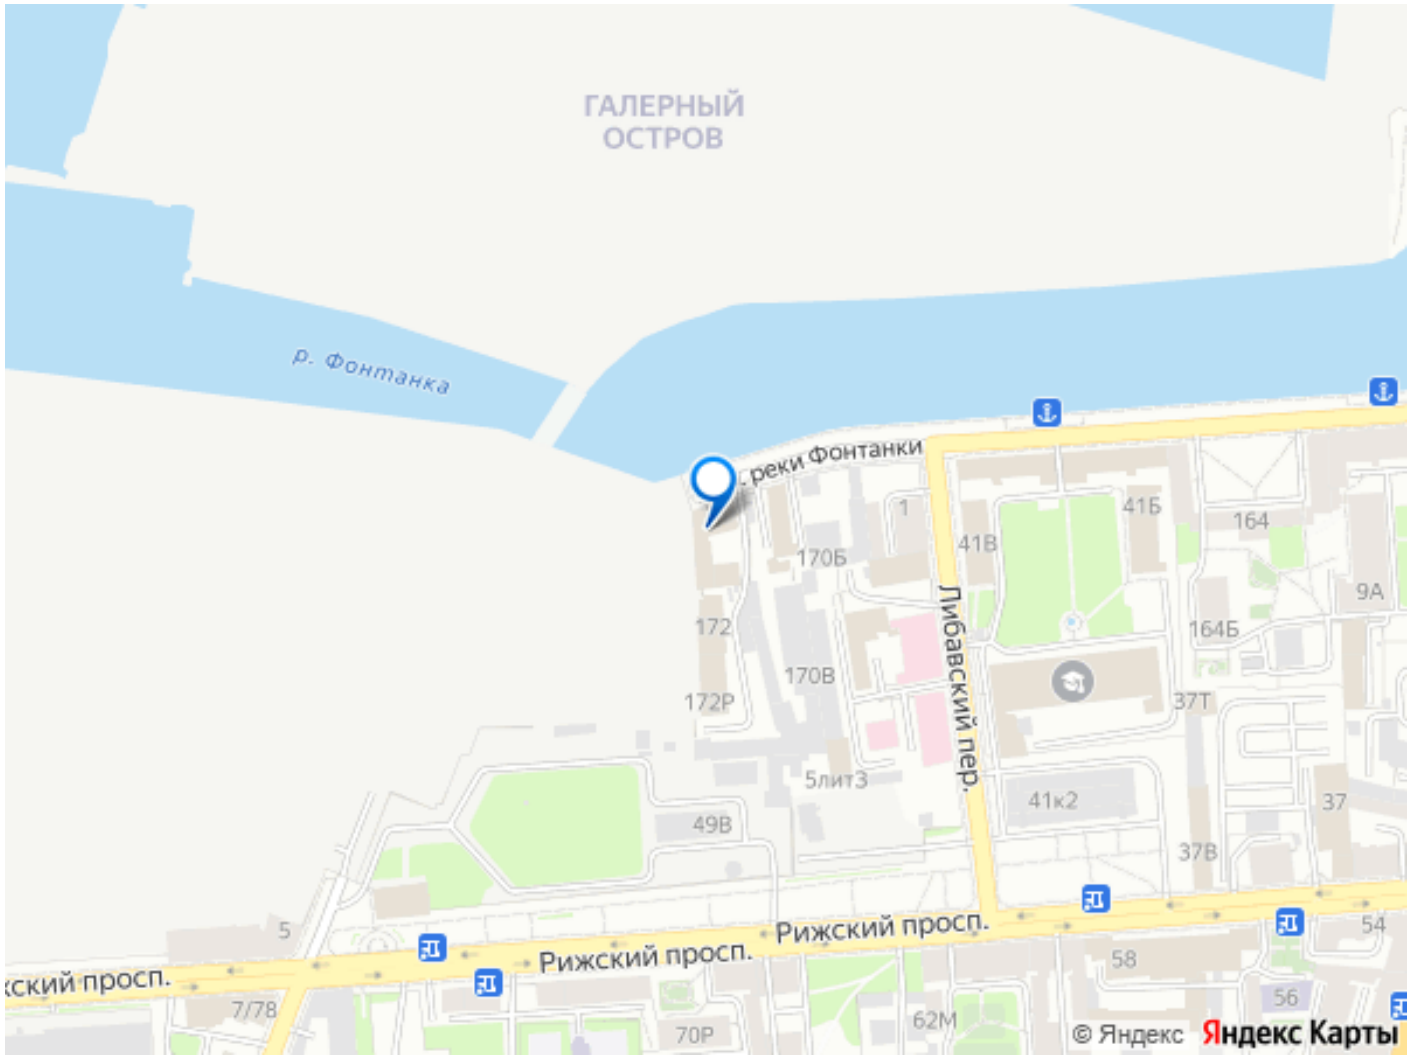 ГАЛЕРНЫЙ
ОСТРОВ
р. Фонтанка
. реки Фонтанки
1
41В
41Б
164
170Б
9А
172
Либавский пер.
164Б
170В
172Р
37Т
5литЗ
41к2
37
49В
37В
5
Рижский просп.
54
Рижский просп.
58
жский просп.
7/78
56
62М
70Р
© Яндекс Яндекс Карты